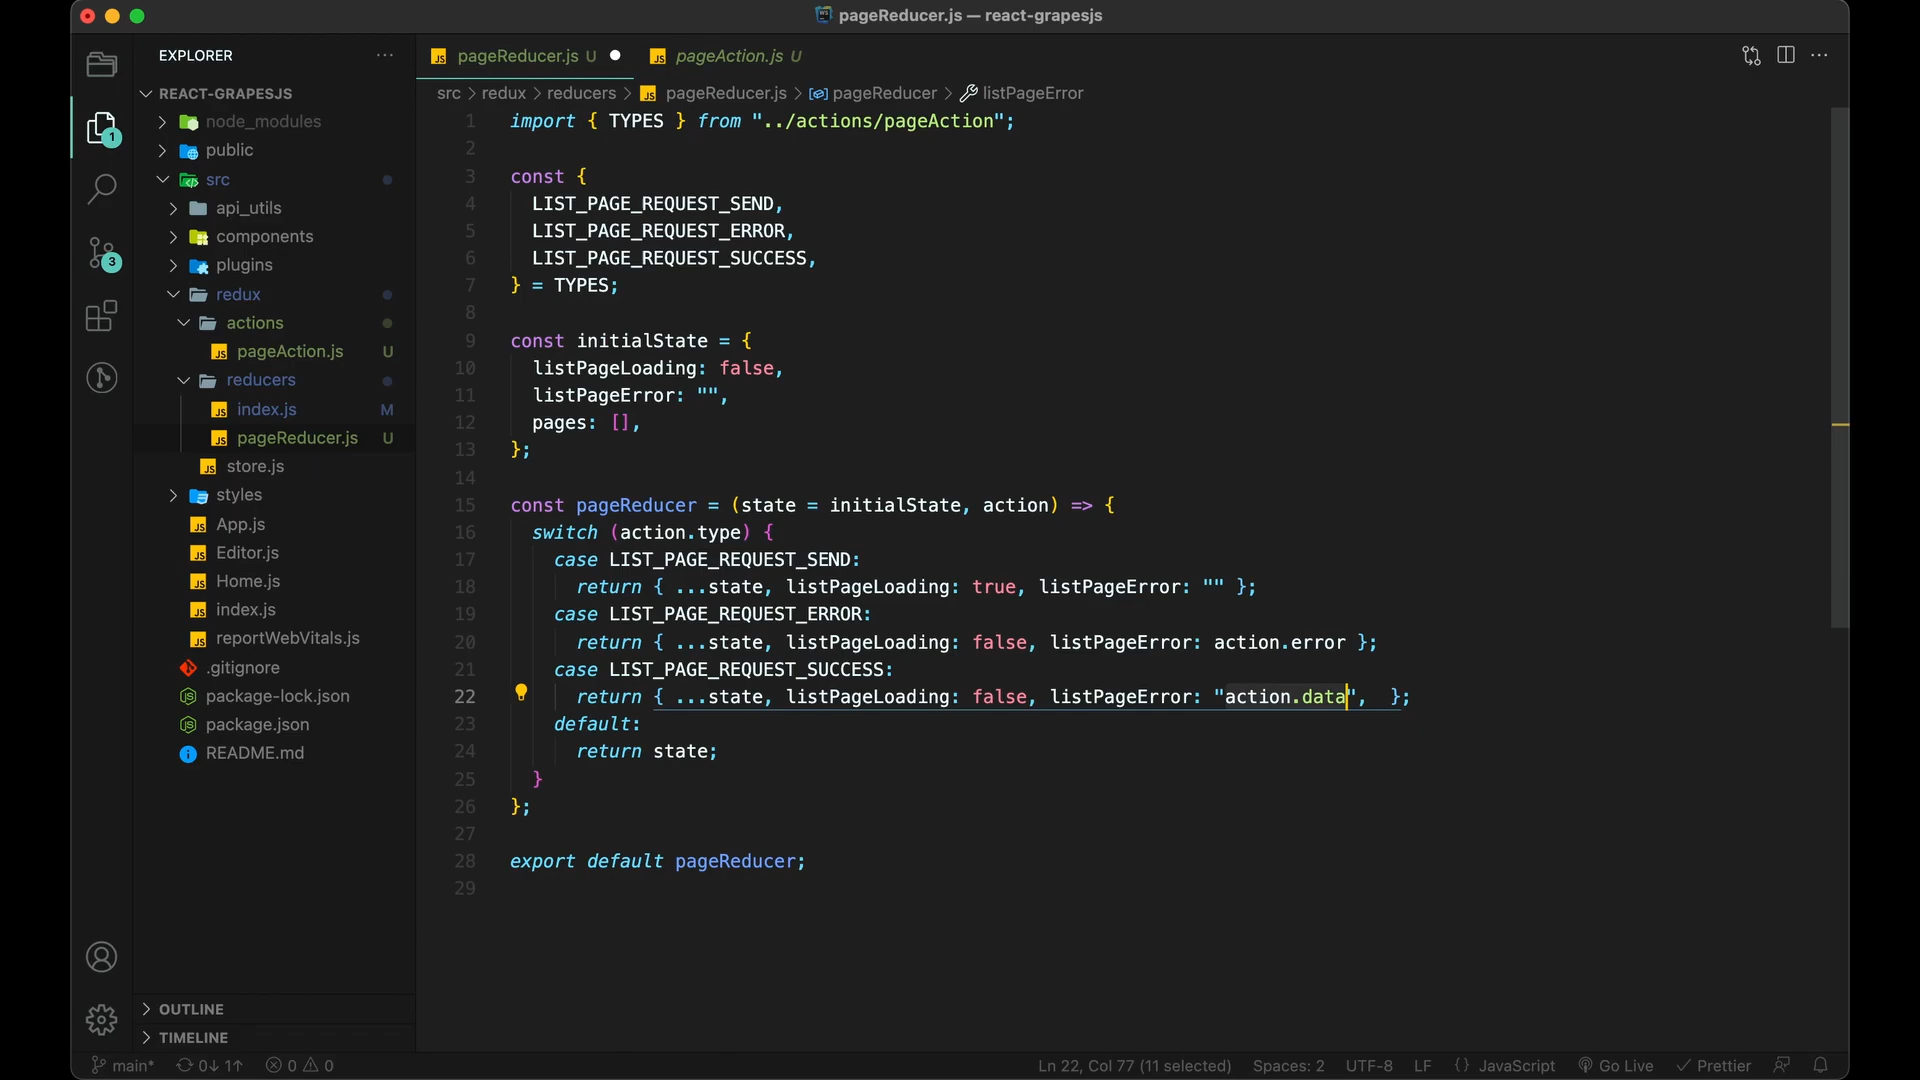 pageReducer.js — react-grapesjs
EXPLORER
REACT-GRAPESJS
node_modules
public
src
api_utils
components
plugins
redux
actions
pageAction.js U
reducers
index.js M
pageReducer.js U
store.js
styles
App.js
Editor.js
Home.js
index.js
reportWebVitals.js
.gitignore
package-lock.json
package.json
README.md
OUTLINE
TIMELINE
1
3
JS pageReducer.js U
JS pageAction.js U
src > redux > reducers > JS pageReducer.js > pageReducer > listPageError
1 import { TYPES } from "../actions/pageAction";
2
3 const {
4 LIST_PAGE_REQUEST_SEND,
5 LIST_PAGE_REQUEST_ERROR,
6 LIST_PAGE_REQUEST_SUCCESS,
7 } = TYPES;
8
9 const initialState = {
10 listPageLoading: false,
11 listPageError: "",
12 pages: [],
13 };
14
15 const pageReducer = (state = initialState, action) => {
16 switch (action.type) {
17 case LIST_PAGE_REQUEST_SEND:
18 return { ...state, listPageLoading: true, listPageError: "" };
19 case LIST_PAGE_REQUEST_ERROR:
20 return { ...state, listPageLoading: false, listPageError: action.error };
21 case LIST_PAGE_REQUEST_SUCCESS:
22 return { ...state, listPageLoading: false, listPageError: "action.data", };
23 default:
24 return state;
25 }
26 };
27
28 export default pageReducer;
29
main* 0↓ 1↑ 0 0 Ln 22, Col 77 (11 selected) Spaces: 2 UTF-8 LF {} JavaScript Go Live Prettier